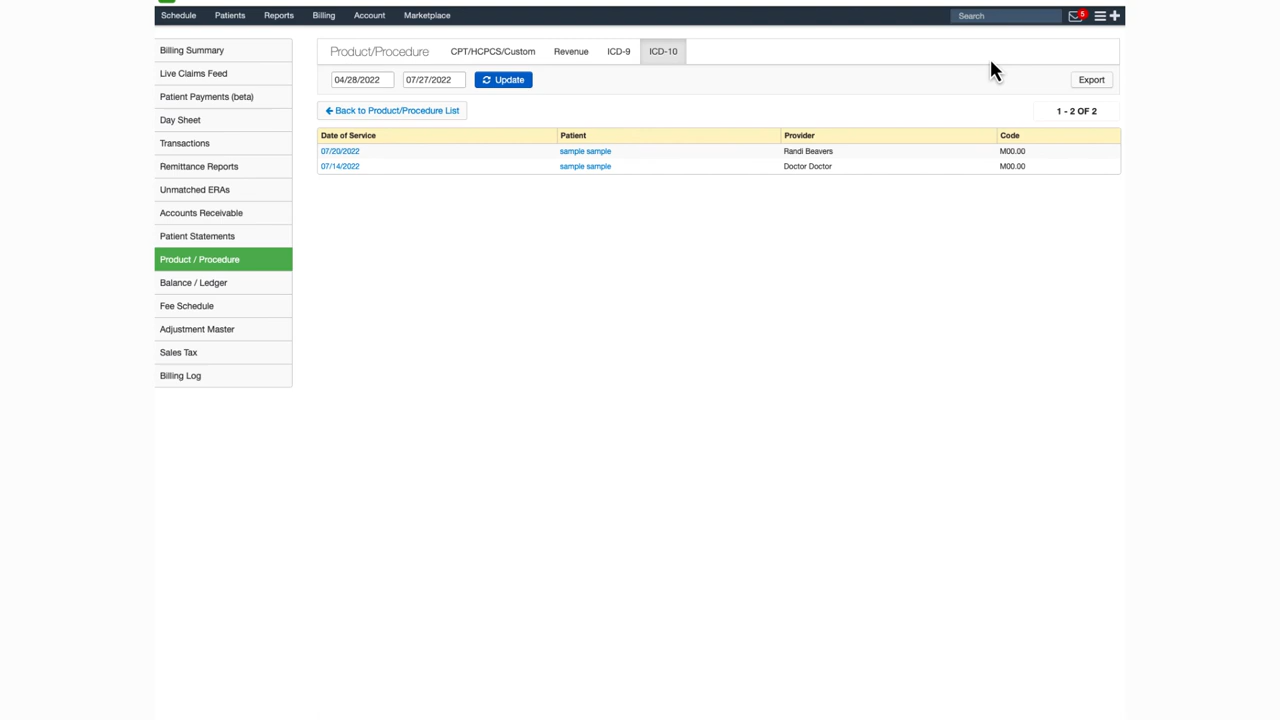 Schedule Patients Reports Billing Account Marketplace Search 5
Billing Summary
Live Claims Feed
Patient Payments (beta)
Day Sheet
Transactions
Remittance Reports
Unmatched ERAs
Accounts Receivable
Patient Statements
Product / Procedure
Balance / Ledger
Fee Schedule
Adjustment Master
Sales Tax
Billing Log
Product/Procedure CPT/HCPCS/Custom Revenue ICD-9 ICD-10
04/28/2022 07/27/2022 Update Export
Back to Product/Procedure List 1 - 2 OF 2
Date of Service Patient Provider Code
07/20/2022 sample sample Randi Beavers M00.00
07/14/2022 sample sample Doctor Doctor M00.00